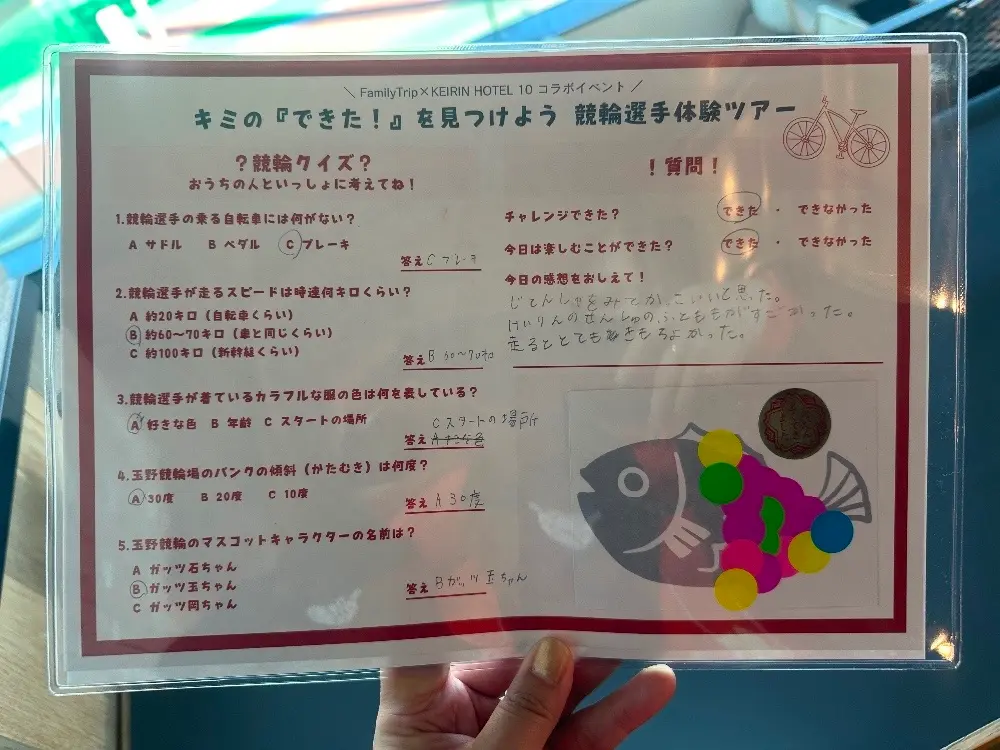 ＼ FamilyTrip×KEIRIN HOTEL 10 コラボイベント ／
キミの『できた！』を見つけよう 競輪選手体験ツアー
？競輪クイズ？
おうちの人といっしょに考えてね！
1.競輪選手の乗る自転車には何がない？
A サドル B ペダル C ブレーキ
答え C ブレーキ
2.競輪選手が走るスピードは時速何キロくらい？
A 約20キロ（自転車くらい）
B 約60～70キロ（車と同じくらい）
C 約100キロ（新幹線くらい）
答え B 60～70キロ
3.競輪選手が着ているカラフルな服の色は何を表している？
A 好きな色 B 年齢 C スタートの場所
C スタートの場所
答え A 好きな色
4.玉野競輪場のバンクの傾斜（かたむき）は何度？
A 30度 B 20度 C 10度
答え A 30度
5.玉野競輪のマスコットキャラクターの名前は？
A ガッツ石ちゃん
B ガッツ玉ちゃん
C ガッツ岡ちゃん
答え Bガッツ玉ちゃん
！質問！
チャレンジできた？ できた ・ できなかった
今日は楽しむことができた？ できた ・ できなかった
今日の感想をおしえて！
じてんしゃをみてかっこいいと思った。
けいりんのせんしゅの、ふとももがすごかった。
走るととてもきもちよかった。